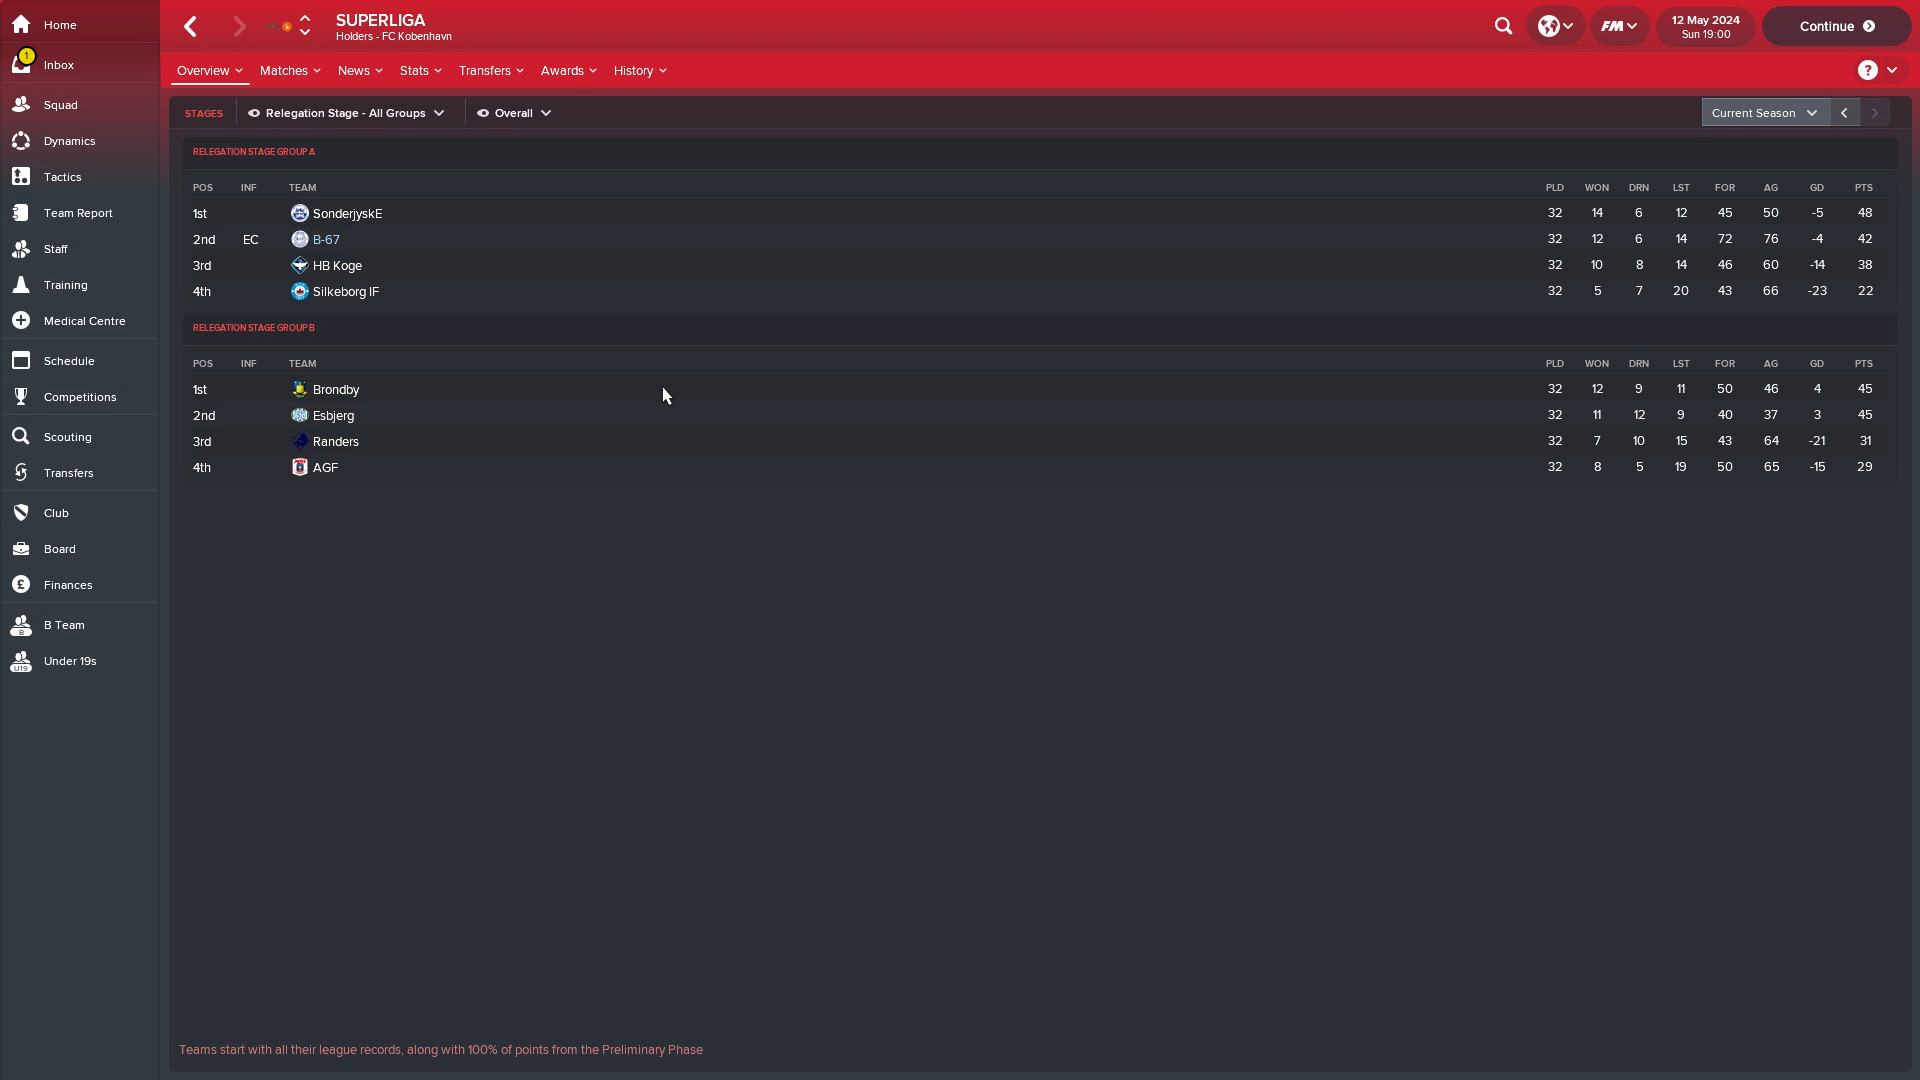 Home
Inbox
1
Squad
Dynamics
Tactics
Team Report
Staff
Training
Medical Centre
Schedule
Competitions
Scouting
Transfers
Club
Board
Finances
B Team
B
Under 19s
U19
SUPERLIGA
Holders - FC Kobenhavn
FM
12 May 2024
Sun 19:00
Continue
Overview Matches News Stats Transfers Awards History
?
STAGES Relegation Stage - All Groups Overall Current Season
RELEGATION STAGE GROUP A
POS INF TEAM PLD WON DRN LST FOR AG GD PTS
1st SonderjyskE 32 14 6 12 45 50 -5 48
2nd EC B-67 32 12 6 14 72 76 -4 42
3rd HB Koge 32 10 8 14 46 60 -14 38
4th Silkeborg IF 32 5 7 20 43 66 -23 22
RELEGATION STAGE GROUP B
POS INF TEAM PLD WON DRN LST FOR AG GD PTS
1st Brondby 32 12 9 11 50 46 4 45
2nd Esbjerg 32 11 12 9 40 37 3 45
3rd Randers 32 7 10 15 43 64 -21 31
4th AGF 32 8 5 19 50 65 -15 29
Teams start with all their league records, along with 100% of points from the Preliminary Phase